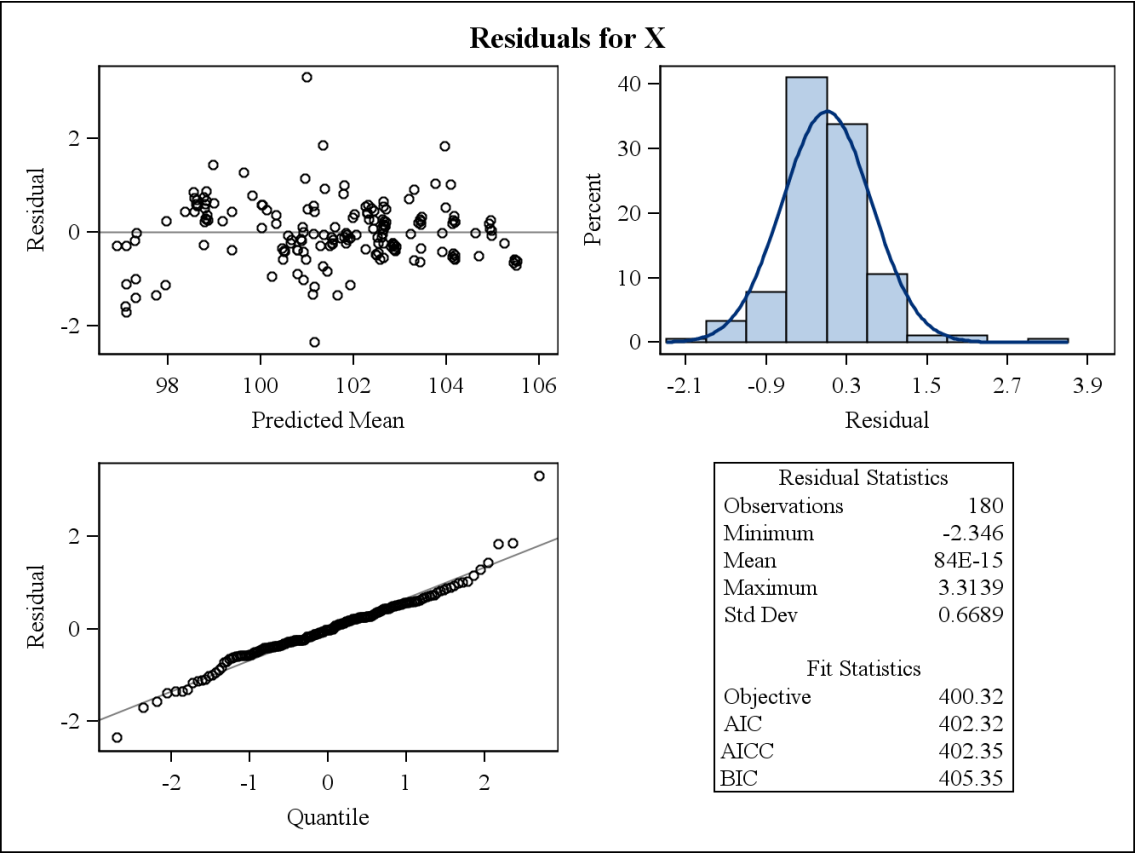 Residuals for X
Residual
2
0
-2
98 100 102 104 106
Predicted Mean
Percent
40
30
20
10
0
-2.1 -0.9 0.3 1.5 2.7 3.9
Residual
Residual
2
0
-2
-2 -1 0 1 2
Quantile
Residual Statistics
Observations 180
Minimum -2.346
Mean 84E-15
Maximum 3.3139
Std Dev 0.6689
Fit Statistics
Objective 400.32
AIC 402.32
AICC 402.35
BIC 405.35